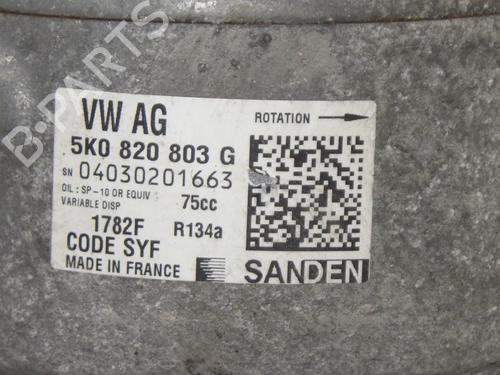 B-PARTS
VW AG
ROTATION
5K0 820 803 G
SN 04030201663
OIL : SP-10 OR EQUIV 75cc
VARIABLE DISP
1782F R134a
CODE SYF
MADE IN FRANCE SANDEN